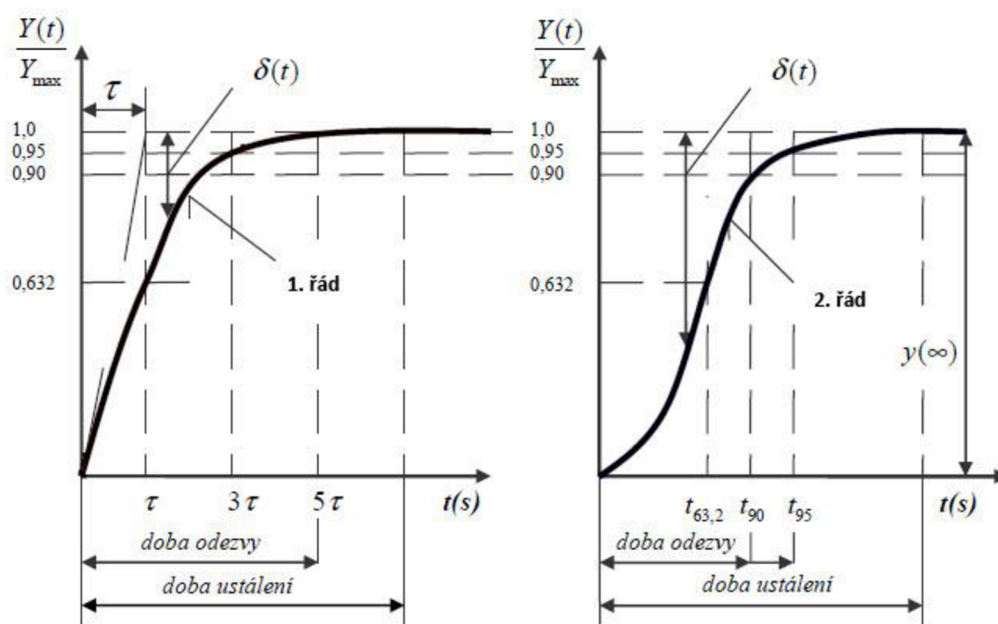 Y(t)
Y_max
τ
δ(t)
1,0
0,95
0,90
0,632
1. řád
τ
3τ
5τ
t(s)
doba odezvy
doba ustálení
Y(t)
Y_max
δ(t)
1,0
0,95
0,90
0,632
2. řád
y(∞)
t_63,2
t_90
t_95
t(s)
doba odezvy
doba ustálení